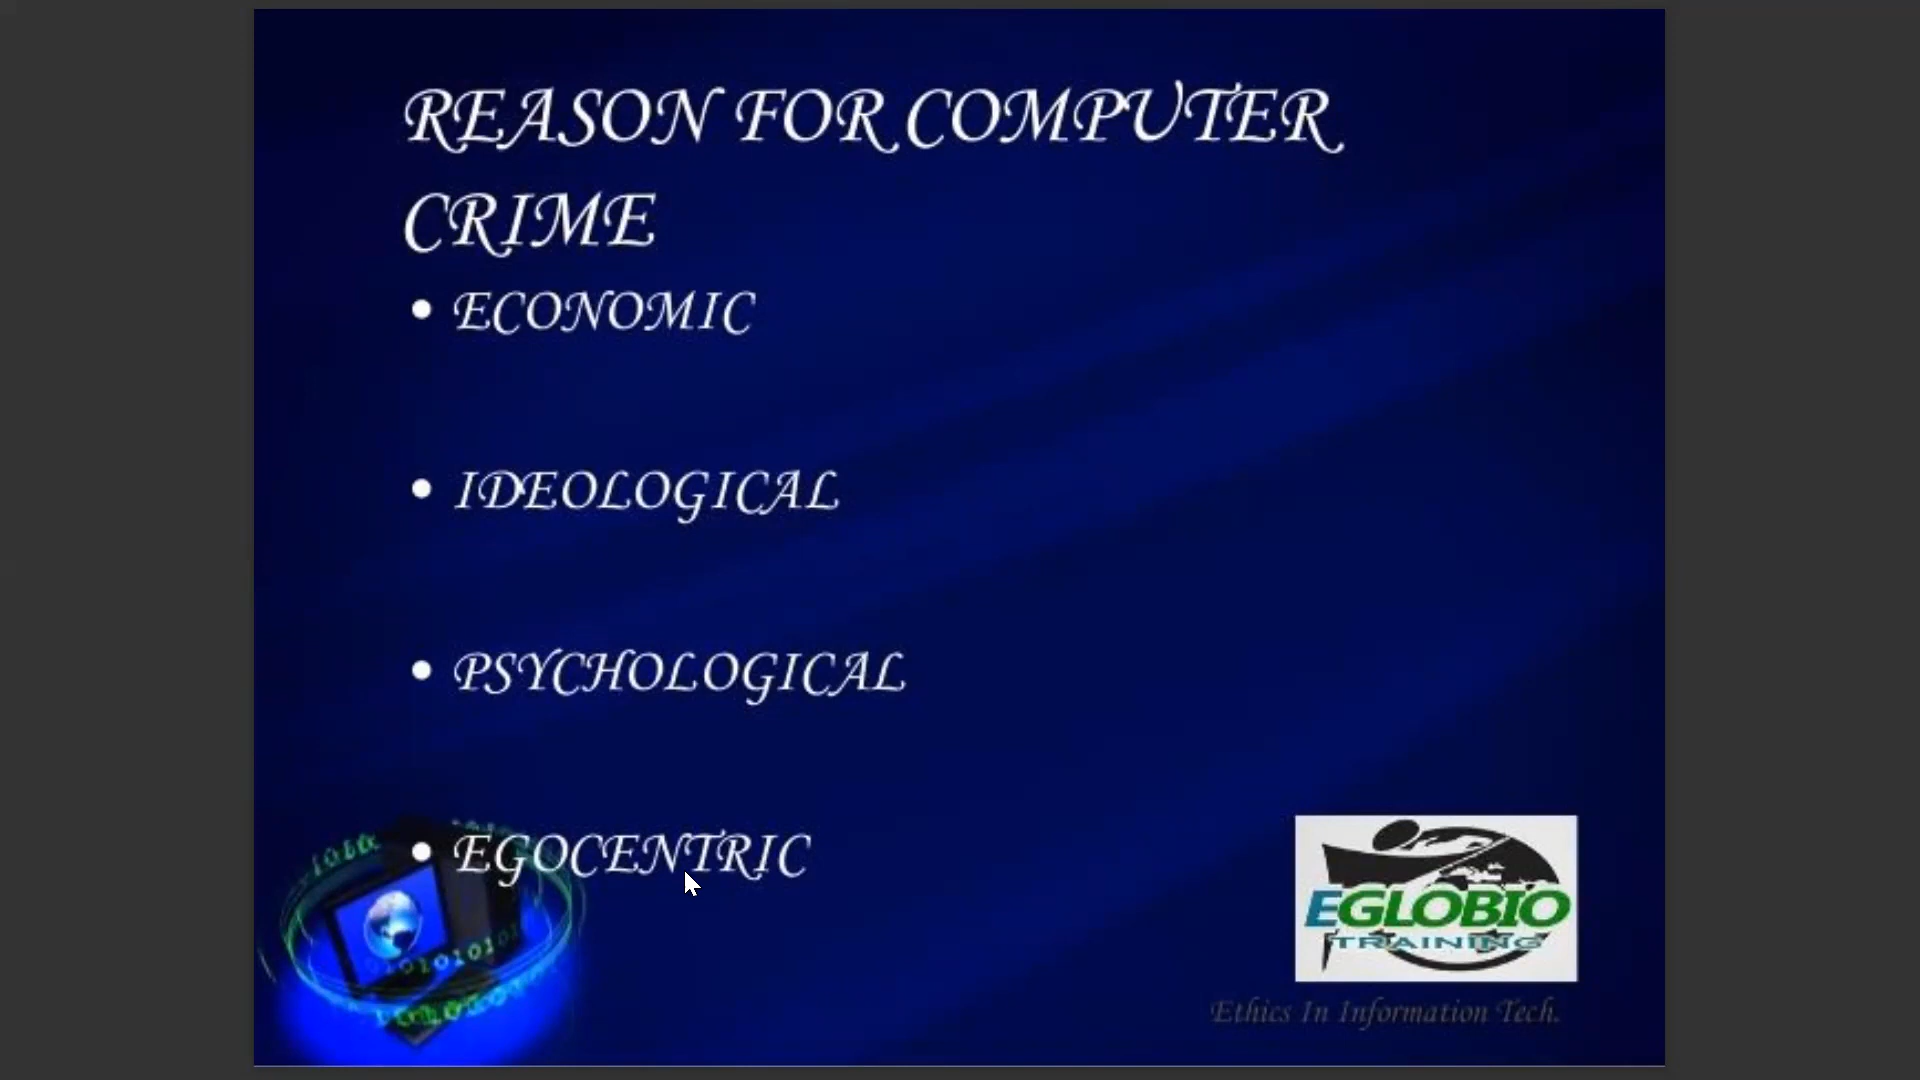 REASON FOR COMPUTER
CRIME
• ECONOMIC
• IDEOLOGICAL
• PSYCHOLOGICAL
• EGOCENTRIC
EGLOBIO
TRAINING
Ethics In Information Tech.